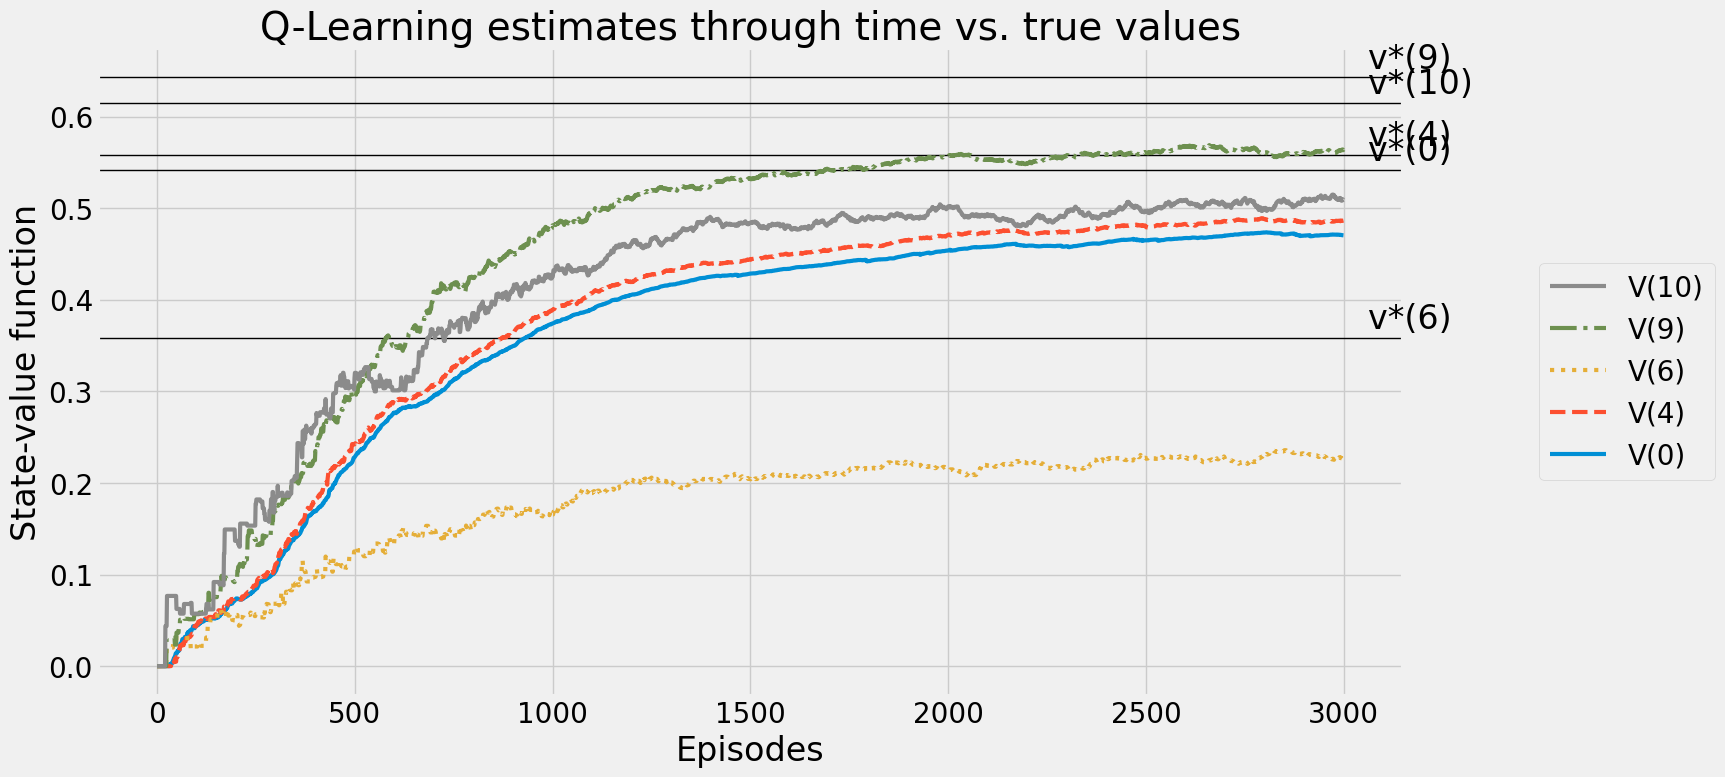 Q-Learning estimates through time vs. true values
v*(9)
v*(10)
v*(4)
v*(0)
v*(6)
0.6
0.5
0.4
0.3
0.2
0.1
0.0
State-value function
0
500
1000
1500
2000
2500
3000
Episodes
V(10)
V(9)
V(6)
V(4)
V(0)